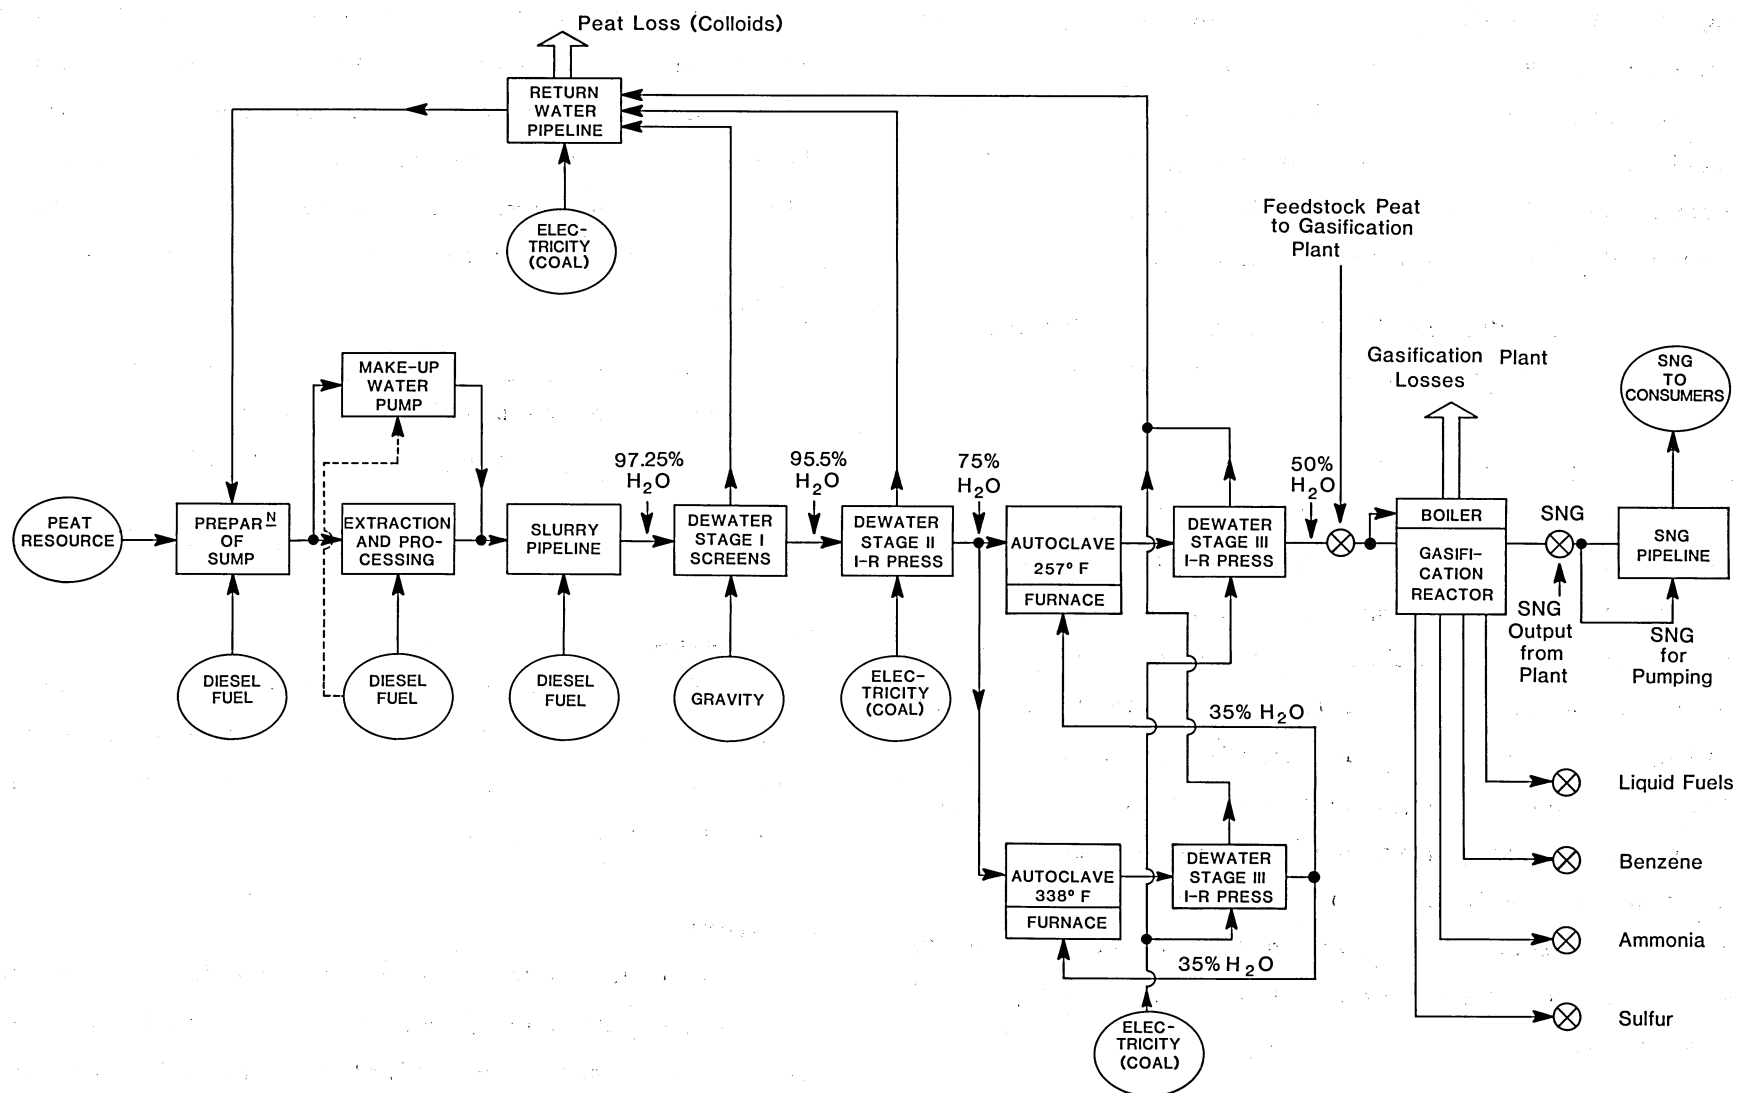 Peat Loss (Colloids)
RETURN
WATER
PIPELINE
ELEC-
TRICITY
(COAL)
Feedstock Peat
to Gasification
Plant
MAKE-UP
WATER
PUMP
Gasification Plant
Losses
SNG
TO
CONSUMERS
PEAT
RESOURCE
PREPAR N
OF
SUMP
EXTRACTION
AND PRO-
CESSING
SLURRY
PIPELINE
97.25%
H2O
DEWATER
STAGE I
SCREENS
95.5%
H2O
DEWATER
STAGE II
I-R PRESS
75%
H2O
AUTOCLAVE
257° F
FURNACE
DEWATER
STAGE III
I-R PRESS
50%
H2O
BOILER
GASIFI-
CATION
REACTOR
SNG
SNG
PIPELINE
SNG
Output
from
Plant
SNG
for
Pumping
DIESEL
FUEL
DIESEL
FUEL
DIESEL
FUEL
GRAVITY
ELEC-
TRICITY
(COAL)
35% H2O
AUTOCLAVE
338° F
FURNACE
DEWATER
STAGE III
I-R PRESS
35% H2O
ELEC-
TRICITY
(COAL)
Liquid Fuels
Benzene
Ammonia
Sulfur